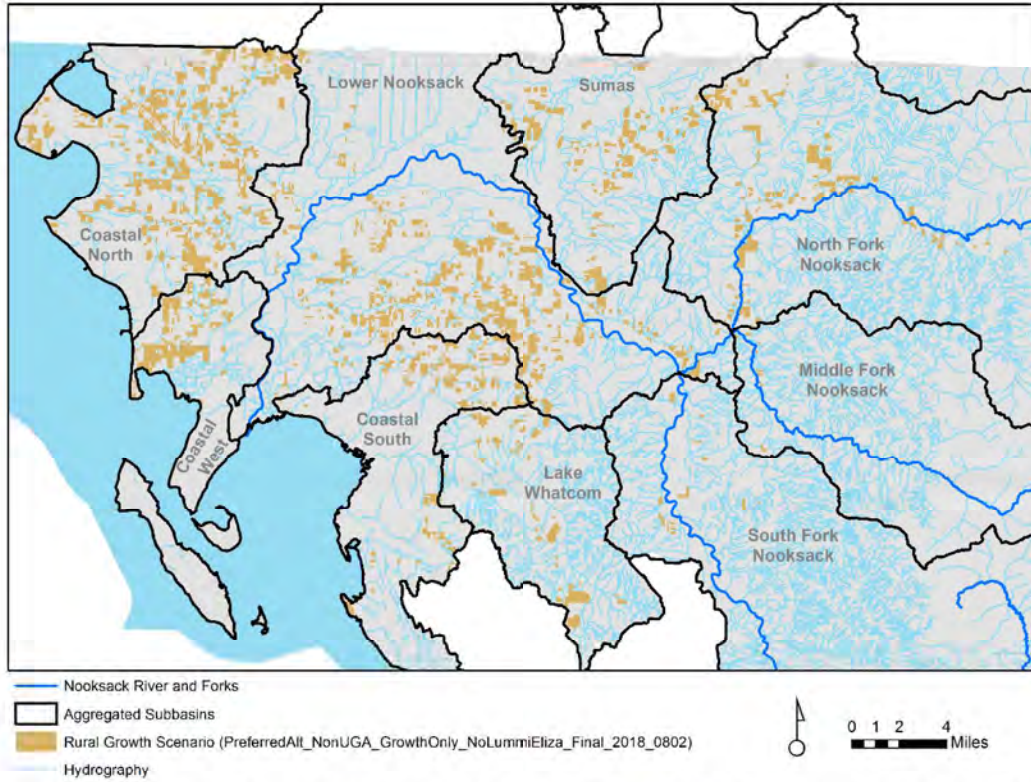 Lower Nooksack
Sumas
Coastal
North
North Fork
Nooksack
Middle Fork
Nooksack
Coastal
West
Coastal
South
Lake
Whatcom
South Fork
Nooksack
Nooksack River and Forks
Aggregated Subbasins
Rural Growth Scenario (PreferredAlt_NonUGA_GrowthOnly_NoLummiEliza_Final_2018_0802)
Hydrography
0 1 2 4
Miles